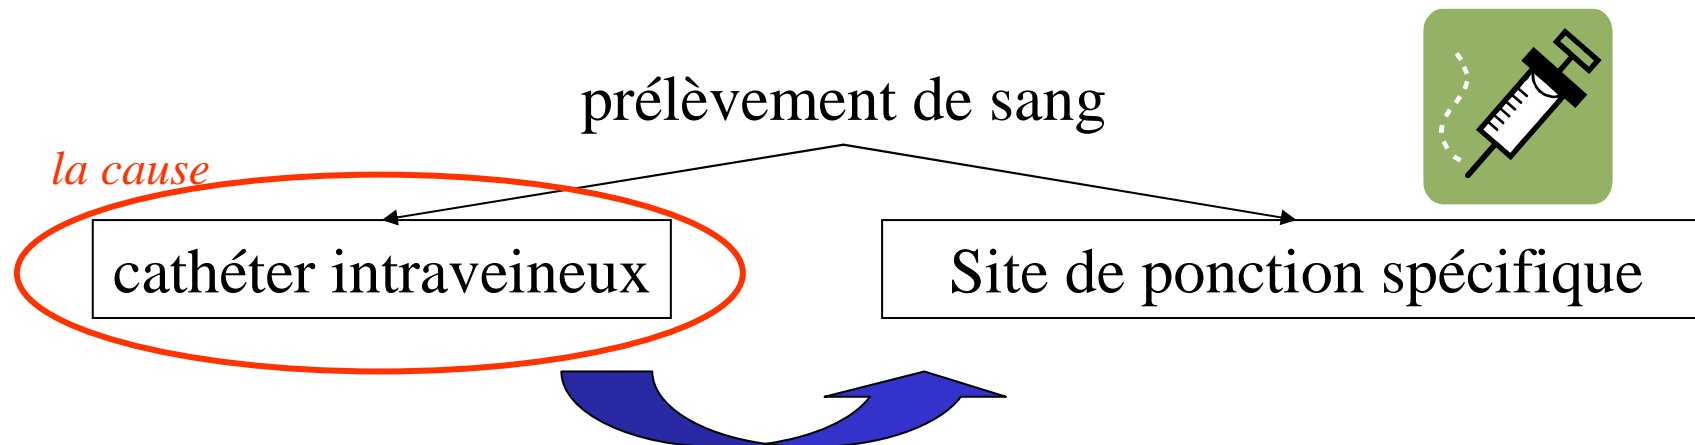 prélèvement de sang
la cause
cathéter intraveineux
Site de ponction spécifique